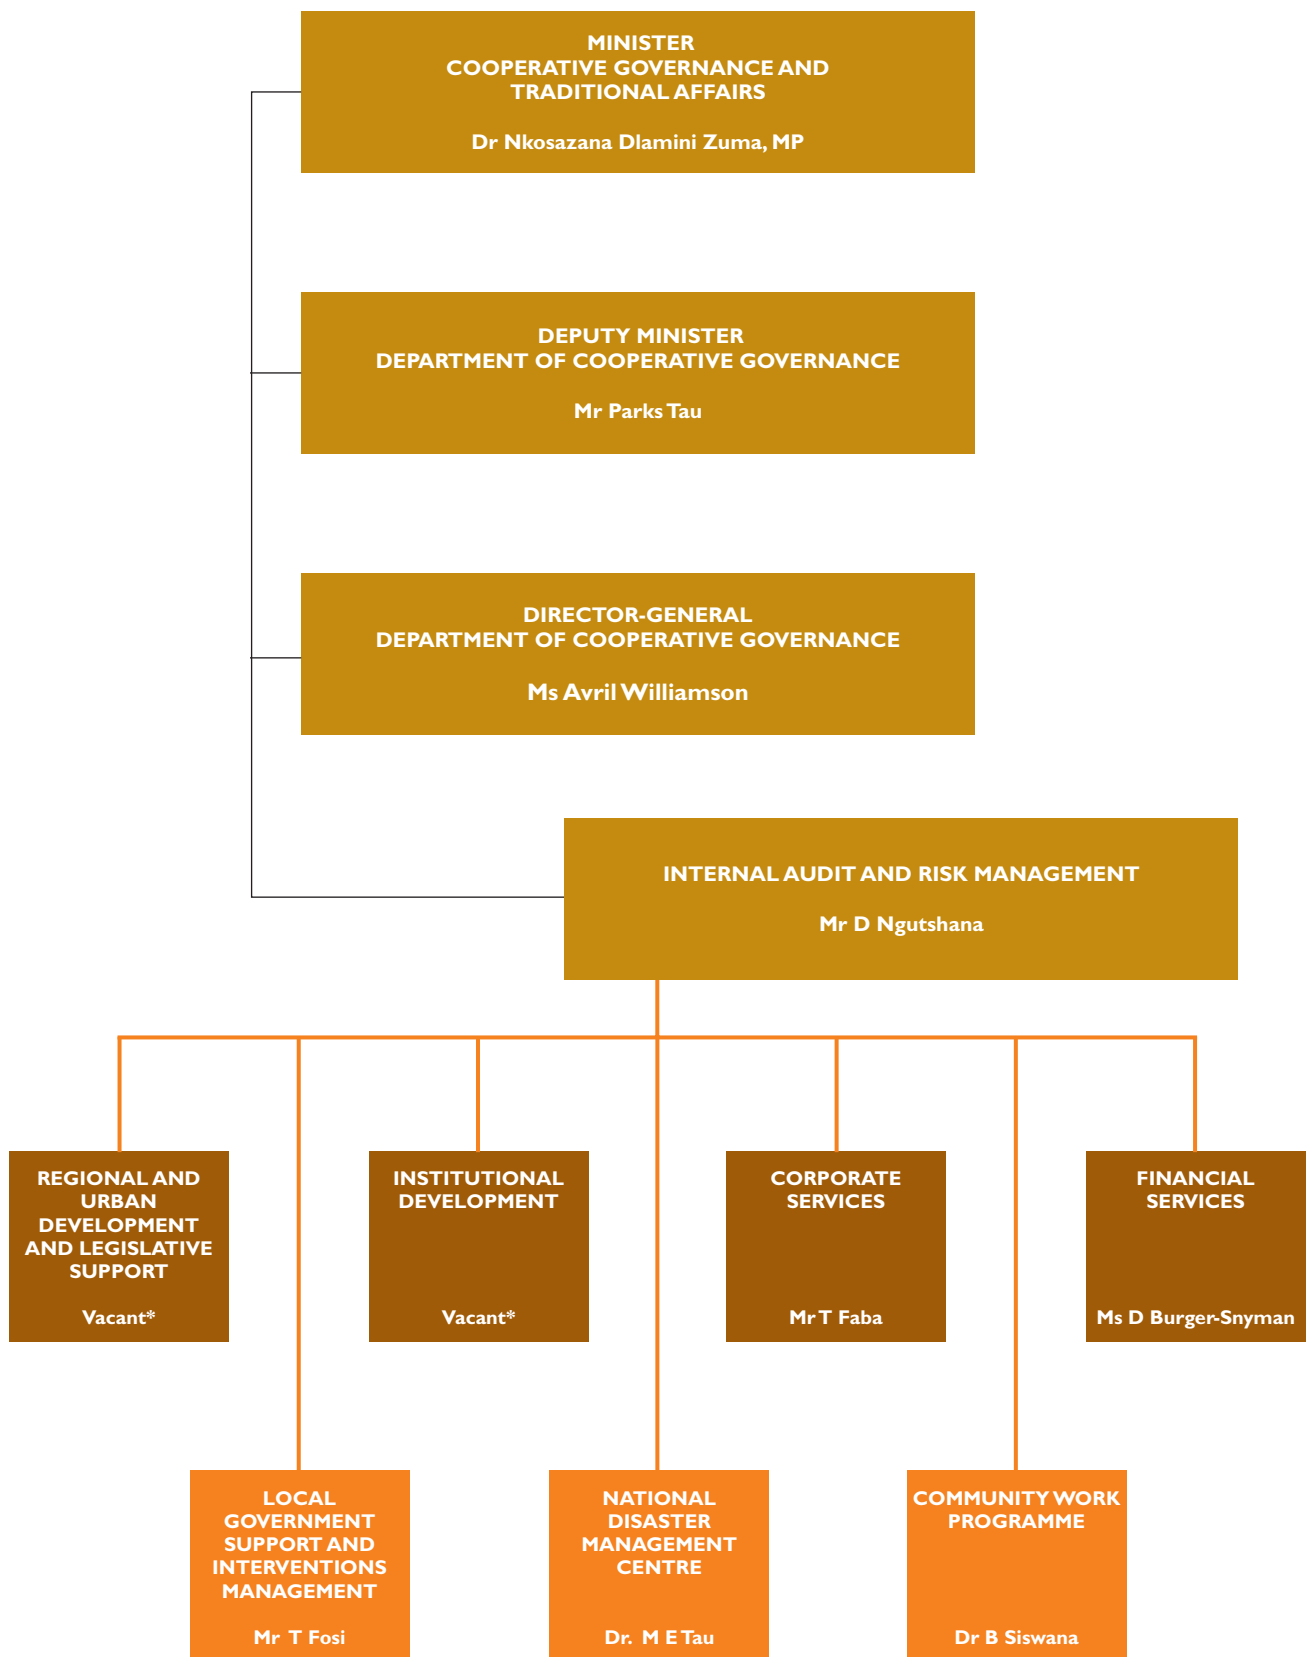 MINISTER
COOPERATIVE GOVERNANCE AND
TRADITIONAL AFFAIRS
Dr Nkosazana Dlamini Zuma, MP
DEPUTY MINISTER
DEPARTMENT OF COOPERATIVE GOVERNANCE
Mr Parks Tau
DIRECTOR-GENERAL
DEPARTMENT OF COOPERATIVE GOVERNANCE
Ms Avril Williamson
INTERNAL AUDIT AND RISK MANAGEMENT
Mr D Ngutshana
REGIONAL AND
URBAN
DEVELOPMENT
AND LEGISLATIVE
SUPPORT
Vacant*
INSTITUTIONAL
DEVELOPMENT
Vacant*
CORPORATE
SERVICES
Mr T Faba
FINANCIAL
SERVICES
Ms D Burger-Snyman
LOCAL
GOVERNMENT
SUPPORT AND
INTERVENTIONS
MANAGEMENT
Mr T Fosi
NATIONAL
DISASTER
MANAGEMENT
CENTRE
Dr. M E Tau
COMMUNITY WORK
PROGRAMME
Dr B Siswana